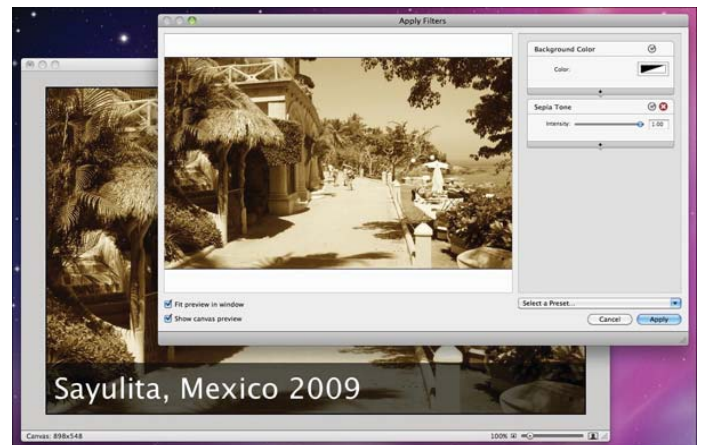 Apply Filters
Background Color
Color:
Sepia Tone
Intensity:
1.00
Fit preview in window
Show canvas preview
Select a Preset...
Cancel
Apply
Sayulita, Mexico 2009
Canvas: 898x548
100%